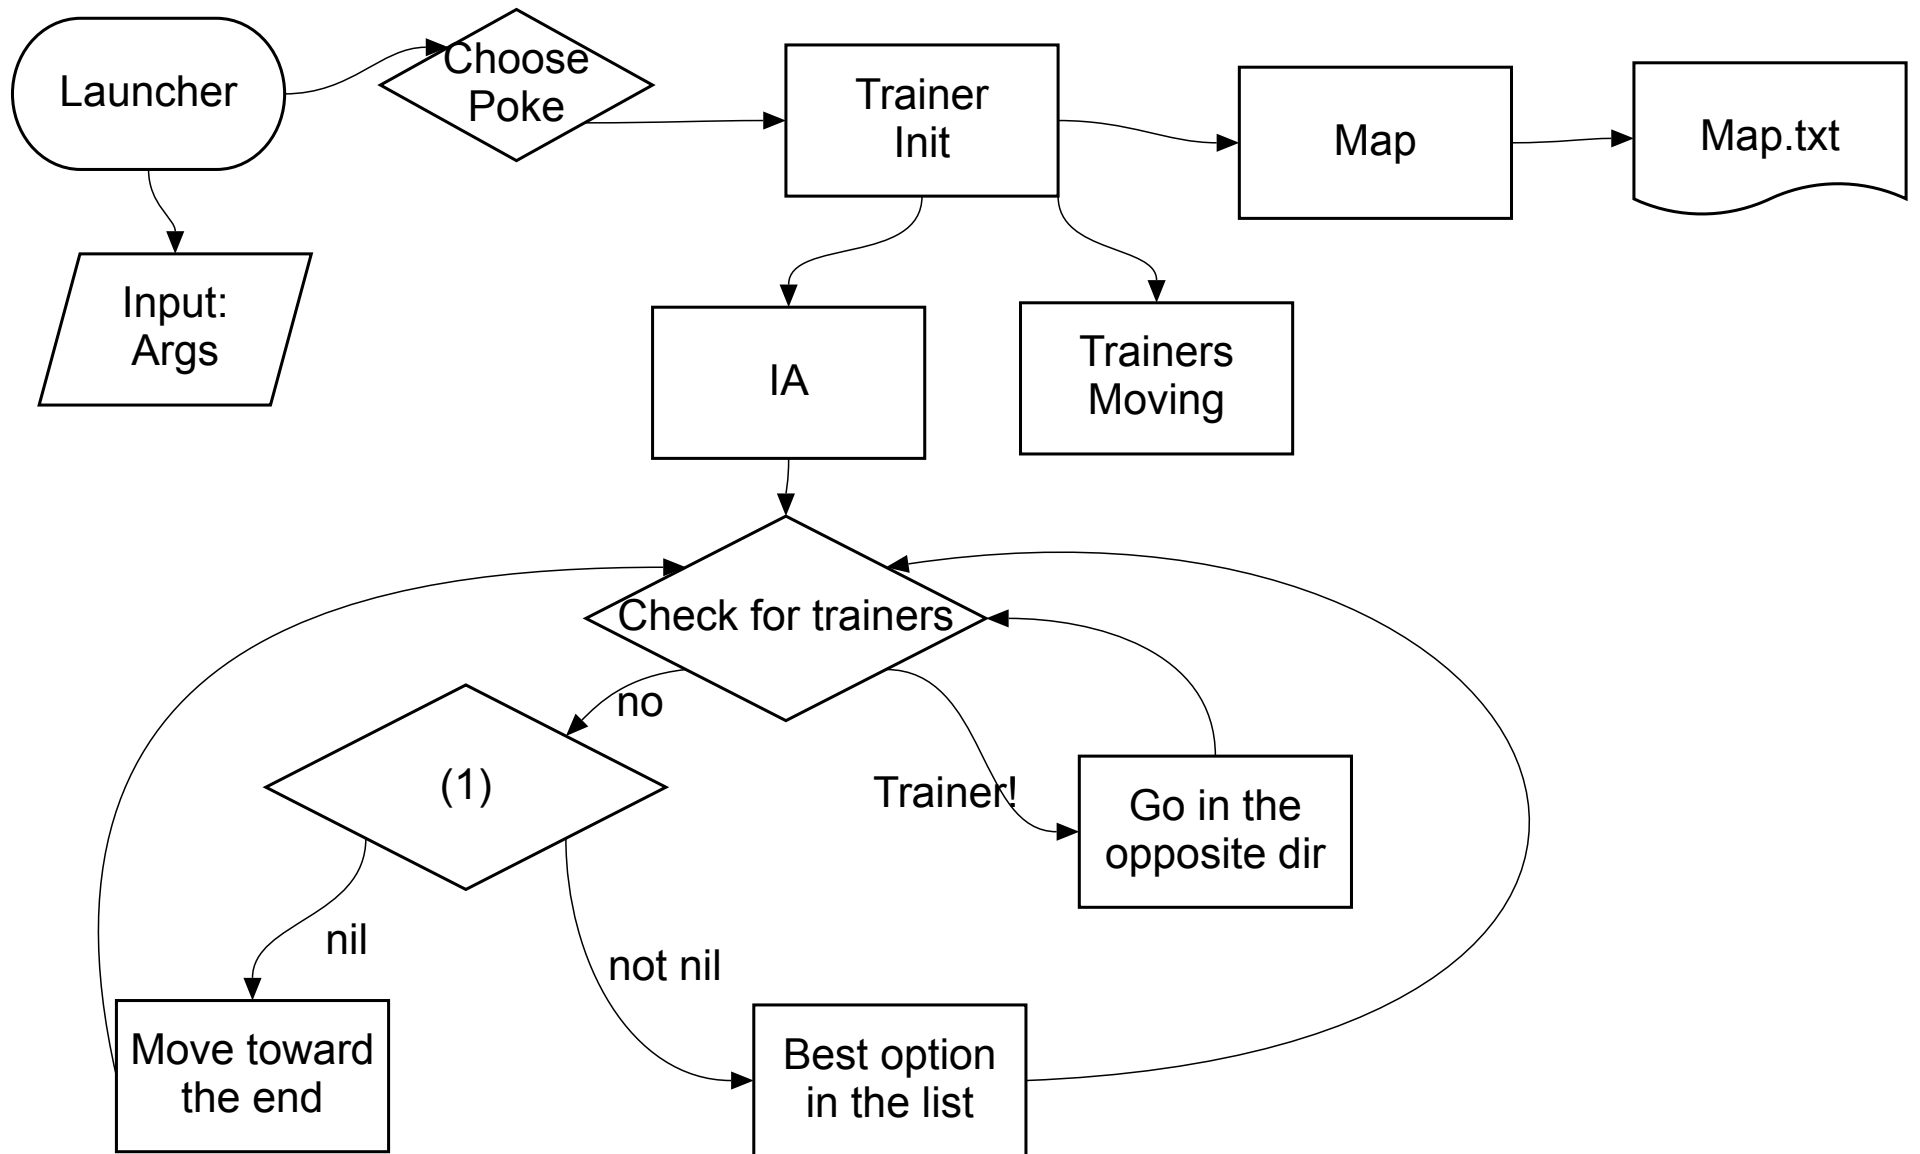 Launcher
Choose
Poke
Trainer
Init
Map
Map.txt
Input:
Args
IA
Trainers
Moving
Check for trainers
no
(1)
Trainer!
Go in the
opposite dir
nil
not nil
Move toward
the end
Best option
in the list